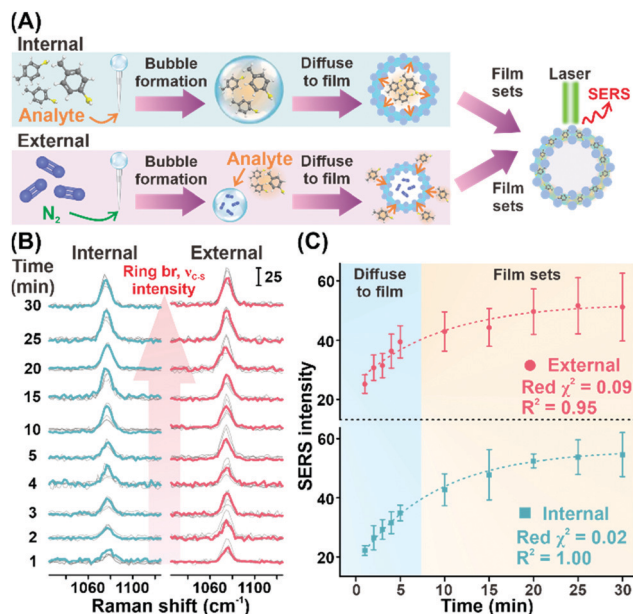 (A)
Internal
Analyte
Bubble
formation
Diffuse
to film
Film
sets
Laser
SERS
External
N₂
Bubble
formation
Analyte
Diffuse
to film
Film
sets
(B)
Time
(min)
Internal
External
Ring br, νC-S
intensity
25
30
25
20
15
10
5
4
3
2
1
1060 1100 1060 1100
Raman shift (cm⁻¹)
(C)
Diffuse
to film
Film sets
SERS intensity
60
40
20
External
Red χ² = 0.09
R² = 0.95
60
40
20
Internal
Red χ² = 0.02
R² = 1.00
0 5 10 15 20 25 30
Time (min)